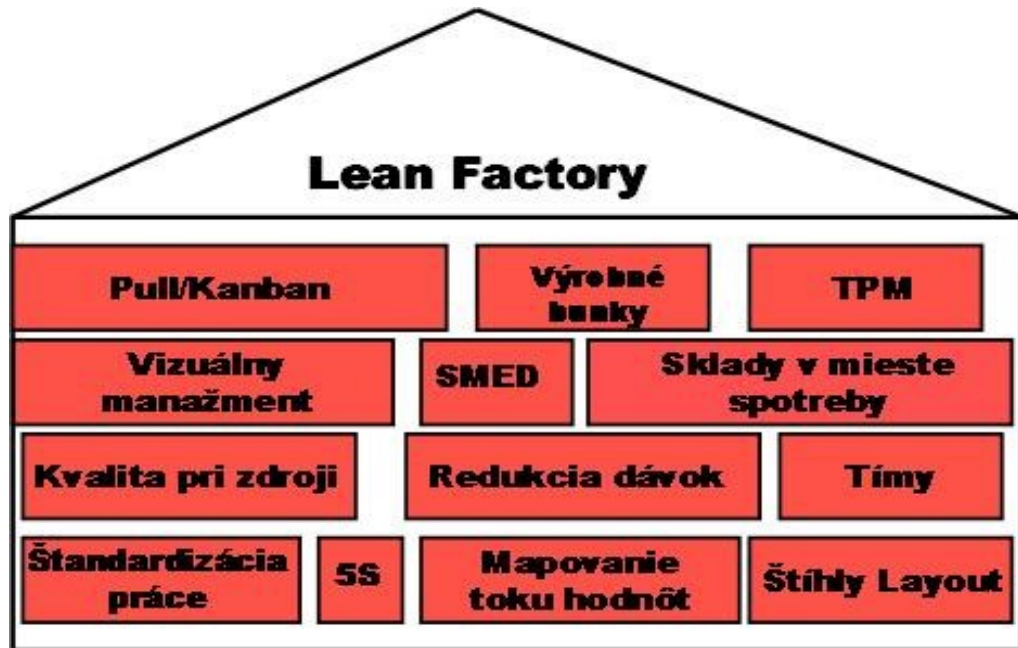 Lean Factory
Pull/Kanban
Výrobné
bunky
TPM
Vizuálny
manažment
SMED
Sklady v mieste
spotreby
Kvalita pri zdroji
Redukcia dávok
Tímy
Štandardizácia
práce
5S
Mapovanie
toku hodnôt
Štíhly Layout